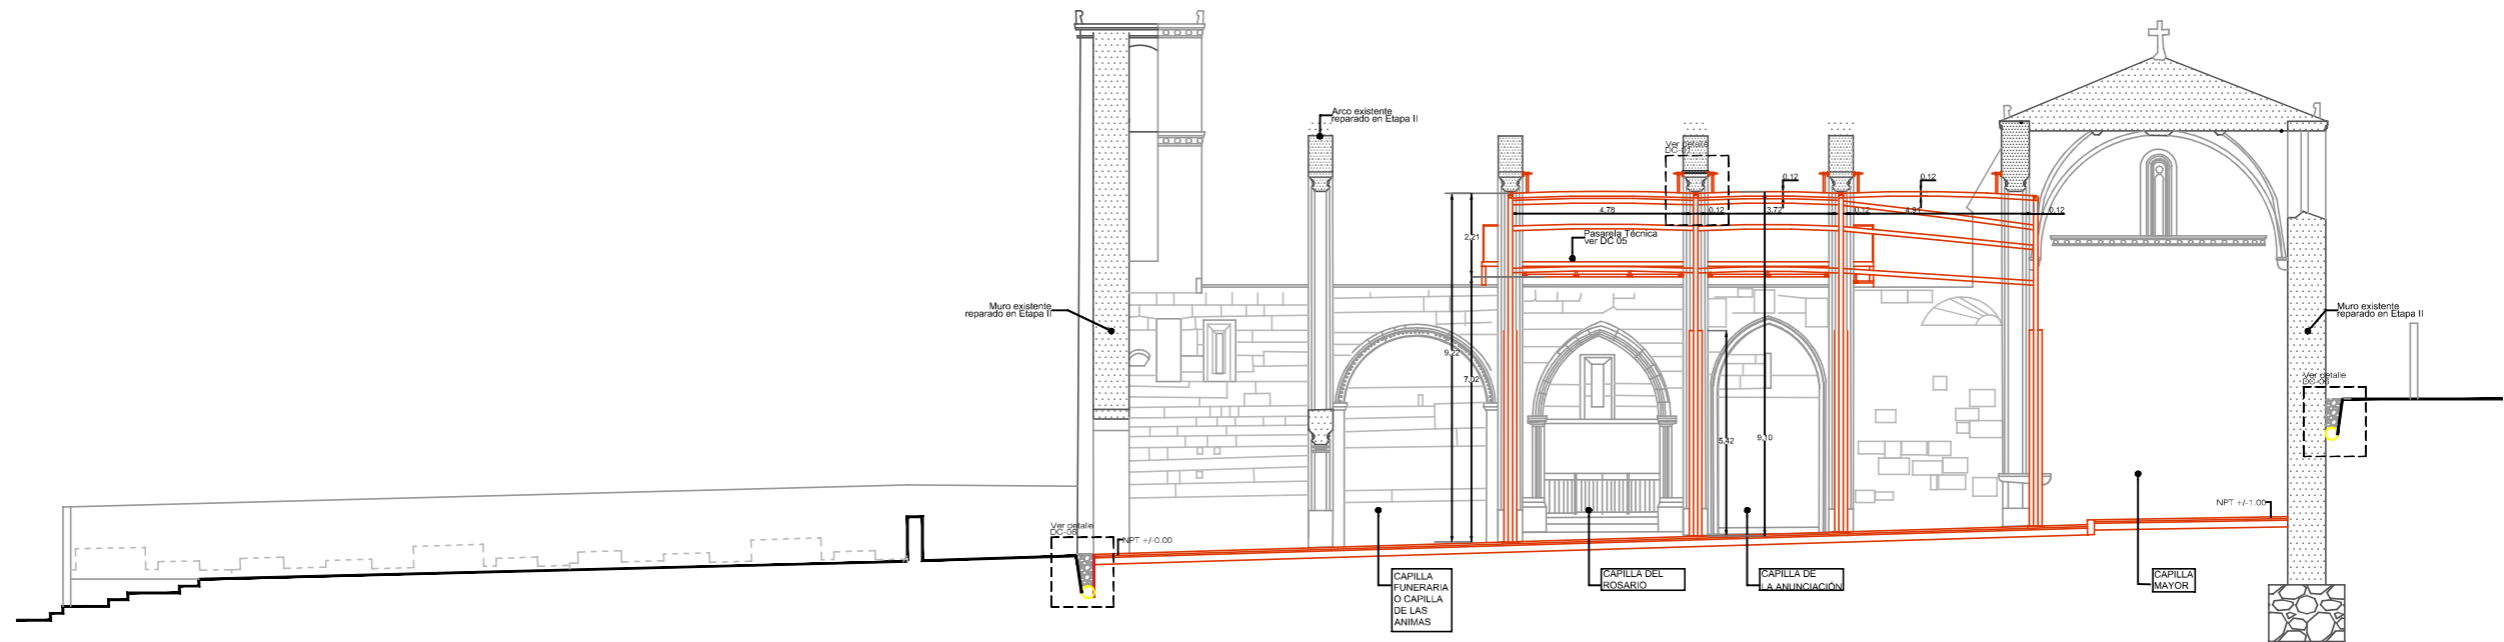 Arco existente
reparado en Etapa II
Ver detalle
DC-01
0,12
0,12
4,78
0,12
3,72
0,12
4,91
0,12
2,21
Pasarela Técnica
ver DC 05
Muro existente
reparado en Etapa II
Muro existente
reparado en Etapa II
9,22
7,02
5,42
9,10
Ver detalle
DC-06
NPT +/-1.00
Ver detalle
DC-06
NPT +/-0.00
CAPILLA
FUNERARIA
O CAPILLA
DE LAS
ANIMAS
CAPILLA DEL
ROSARIO
CAPILLA DE
LA ANUNCIACIÓN
CAPILLA
MAYOR